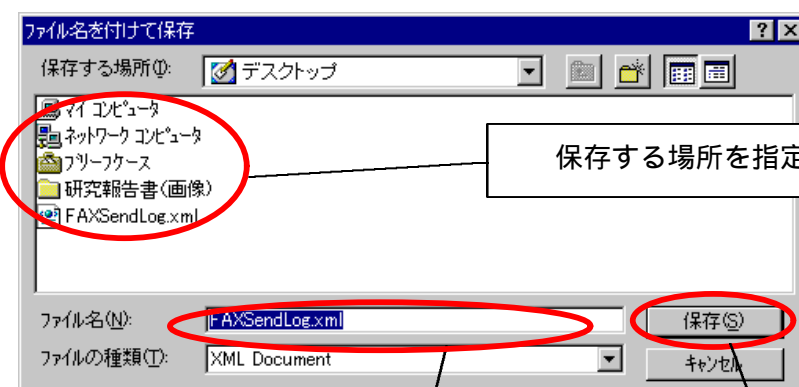 ファイル名を付けて保存
保存する場所(I):
デスクトップ
マイ コンピュータ
ネットワーク コンピュータ
ブリーフケース
研究報告書(画像)
FAXSendLog.xml
保存する場所を指定
ファイル名(N):
FAXSendLog.xml
保存(S)
ファイルの種類(T):
XML Document
キャンセル